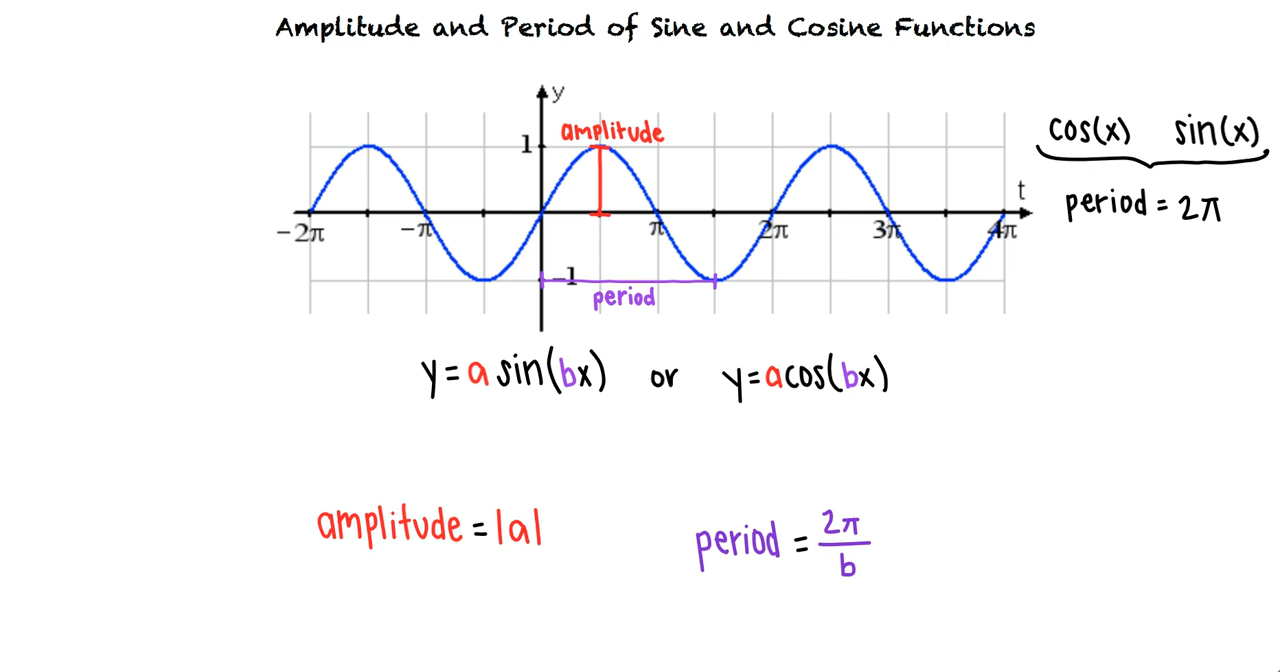 Amplitude and Period of Sine and Cosine Functions
y
1 amplitude
cos(x) sin(x)
t
period = 2π
−2π −π π 2π 3π 4π
−1
period
y = a sin(bx) or y = a cos(bx)
amplitude = |a|
period = 2π/b